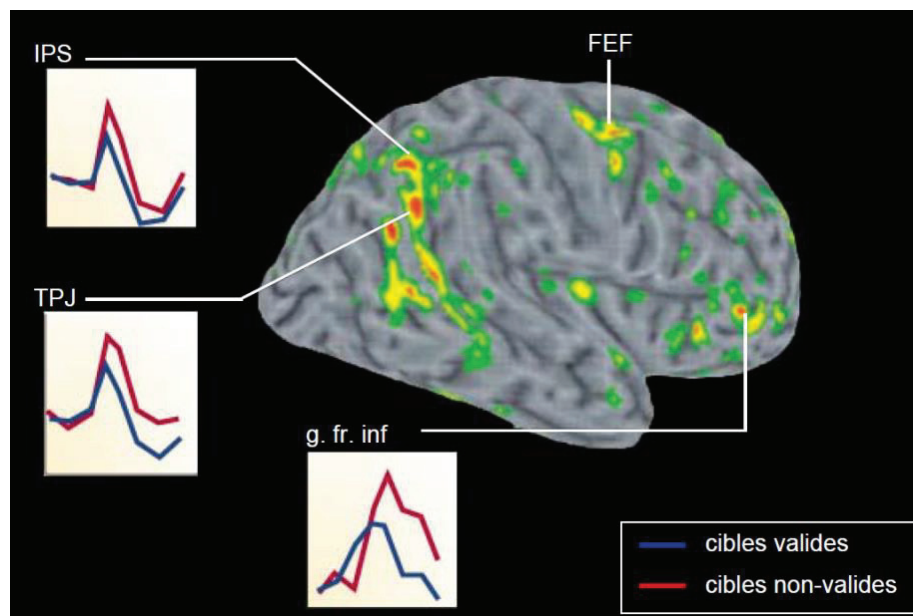 IPS
FEF
TPJ
g. fr. inf
cibles valides
cibles non-valides